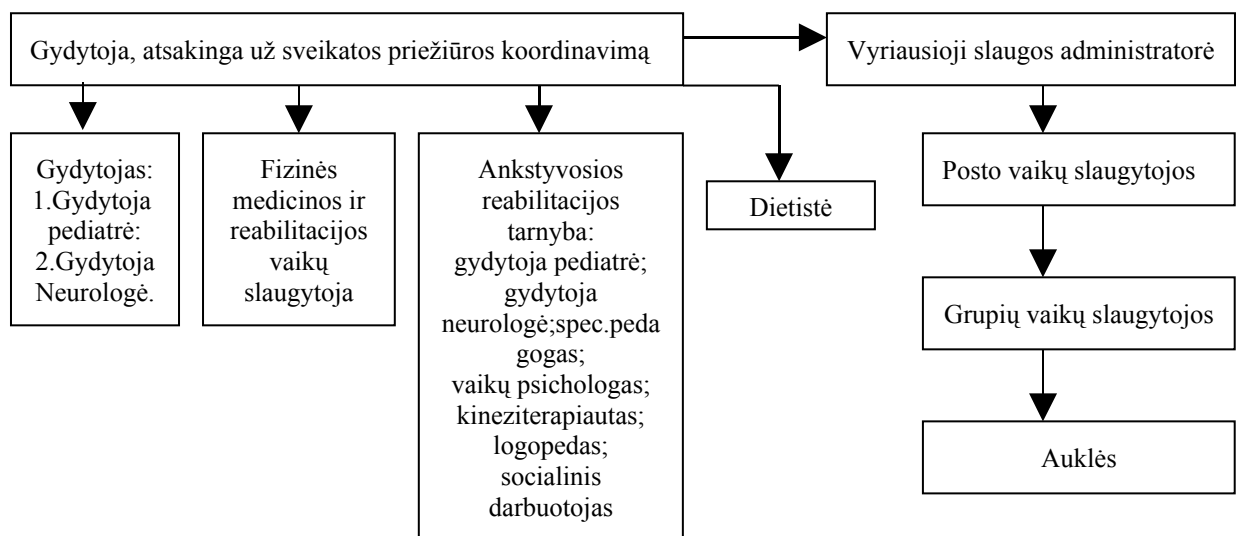 Gydytoja, atsakinga už sveikatos priežiūros koordinavimą
Vyriausioji slaugos administratorė
Gydytojas:
1.Gydytoja
pediatrė:
2.Gydytoja
Neurologė.
Fizinės
medicinos ir
reabilitacijos
vaikų
slaugytoja
Ankstyvosios
reabilitacijos
tarnyba:
gydytoja pediatrė;
gydytoja
neurologė;spec.peda
gogas;
vaikų psichologas;
kineziterapiautas;
logopedas;
socialinis
darbuotojas
Dietistė
Posto vaikų slaugytojos
Grupių vaikų slaugytojos
Auklės